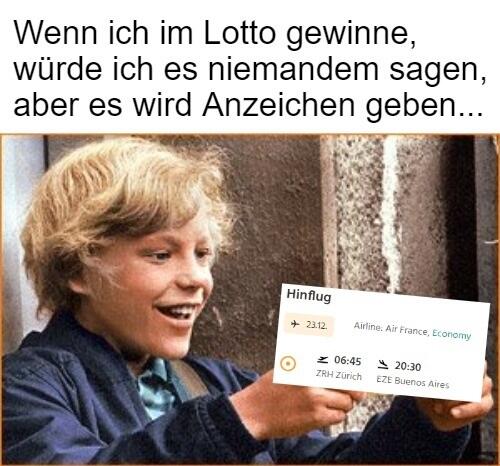 Wenn ich im Lotto gewinne,
würde ich es niemandem sagen,
aber es wird Anzeichen geben...
Hinflug
23.12. Airline: Air France, Economy
06:45 20:30
ZRH Zürich EZE Buenos Aires